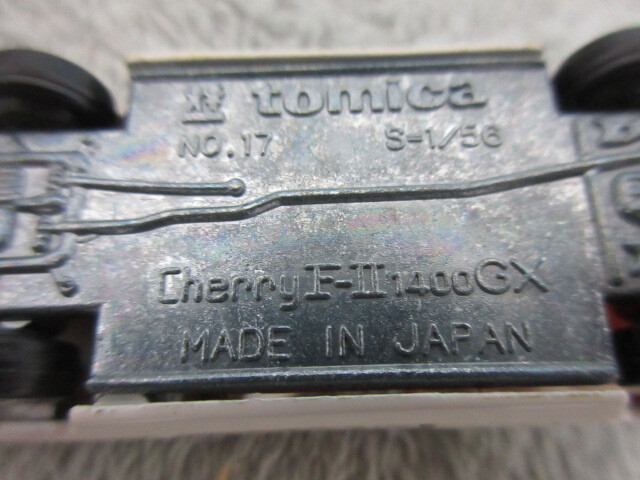 tomica
NO.17 S-1/56
Cherry F-II 1400GX
MADE IN JAPAN